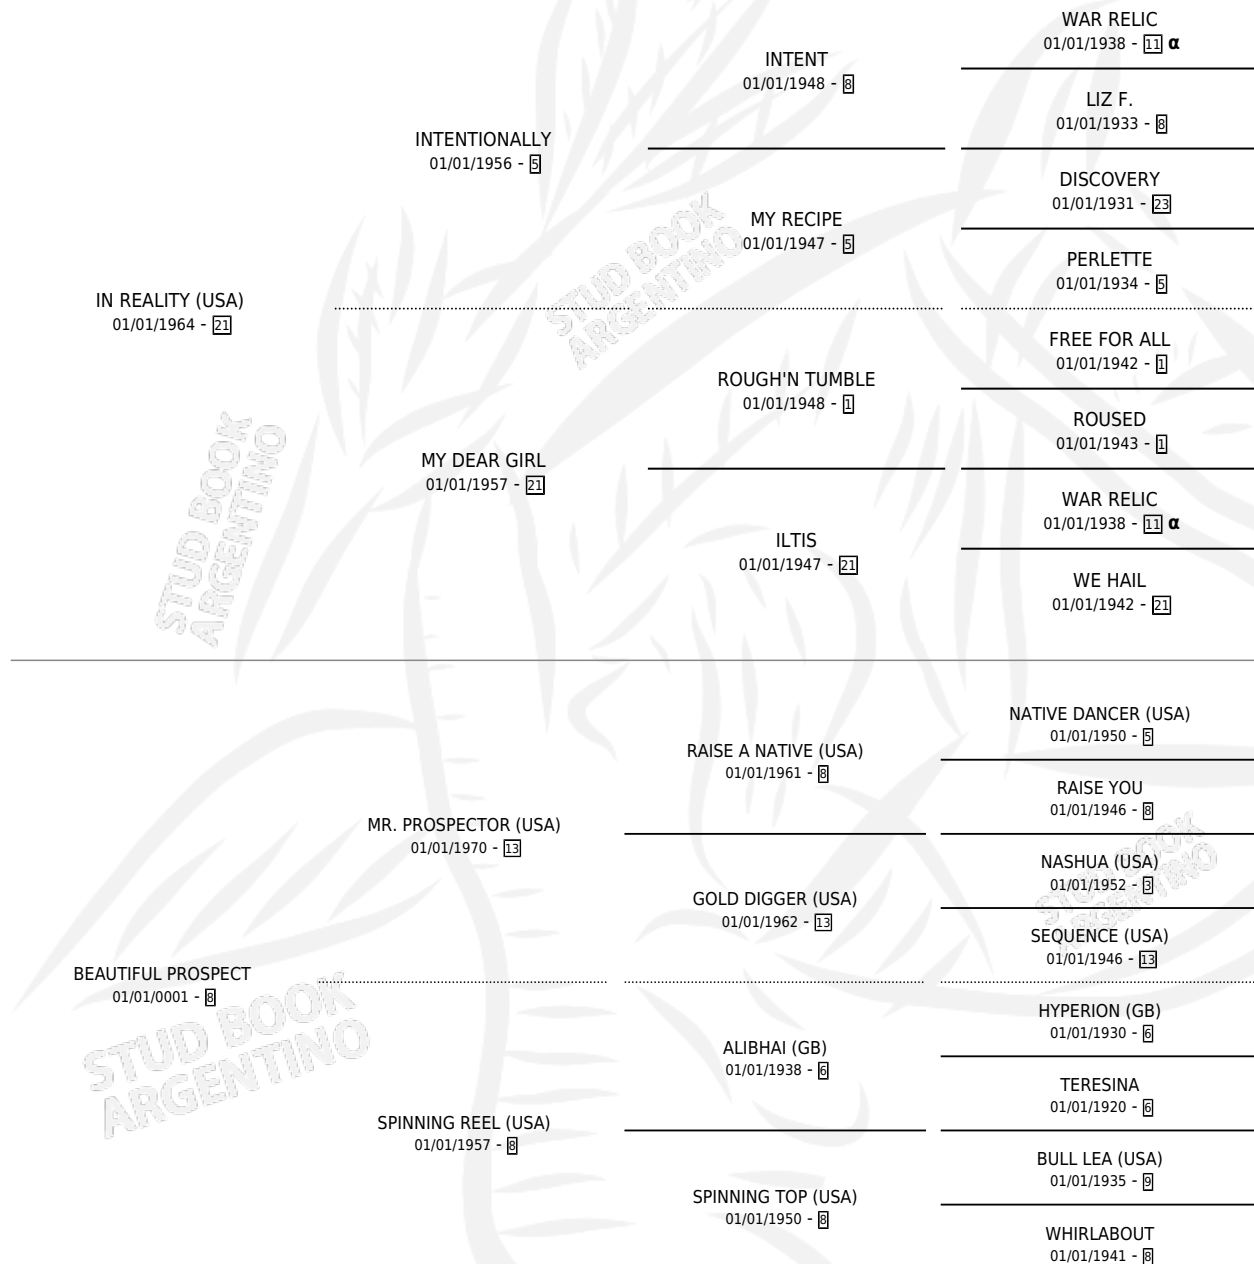 WAR RELIC
01/01/1938 - 11 α
INTENT
01/01/1948 - 8
LIZ F.
01/01/1933 - 8
INTENTIONALLY
01/01/1956 - 5
DISCOVERY
01/01/1931 - 23
MY RECIPE
01/01/1947 - 5
PERLETTE
01/01/1934 - 5
IN REALITY (USA)
01/01/1964 - 21
FREE FOR ALL
01/01/1942 - 1
ROUGH'N TUMBLE
01/01/1948 - 1
ROUSED
01/01/1943 - 1
MY DEAR GIRL
01/01/1957 - 21
WAR RELIC
01/01/1938 - 11 α
ILTIS
01/01/1947 - 21
WE HAIL
01/01/1942 - 21
NATIVE DANCER (USA)
01/01/1950 - 5
RAISE A NATIVE (USA)
01/01/1961 - 8
RAISE YOU
01/01/1946 - 8
MR. PROSPECTOR (USA)
01/01/1970 - 13
NASHUA (USA)
01/01/1952 - 3
GOLD DIGGER (USA)
01/01/1962 - 13
SEQUENCE (USA)
01/01/1946 - 13
BEAUTIFUL PROSPECT
01/01/0001 - 8
HYPERION (GB)
01/01/1930 - 6
ALIBHAI (GB)
01/01/1938 - 6
TERESINA
01/01/1920 - 6
SPINNING REEL (USA)
01/01/1957 - 8
BULL LEA (USA)
01/01/1935 - 9
SPINNING TOP (USA)
01/01/1950 - 8
WHIRLABOUT
01/01/1941 - 8
STUD BOOK
ARGENTINO
STUD BOOK
ARGENTINO
STUD BOOK
ARGENTINO
STUD BOOK
ARGENTINO